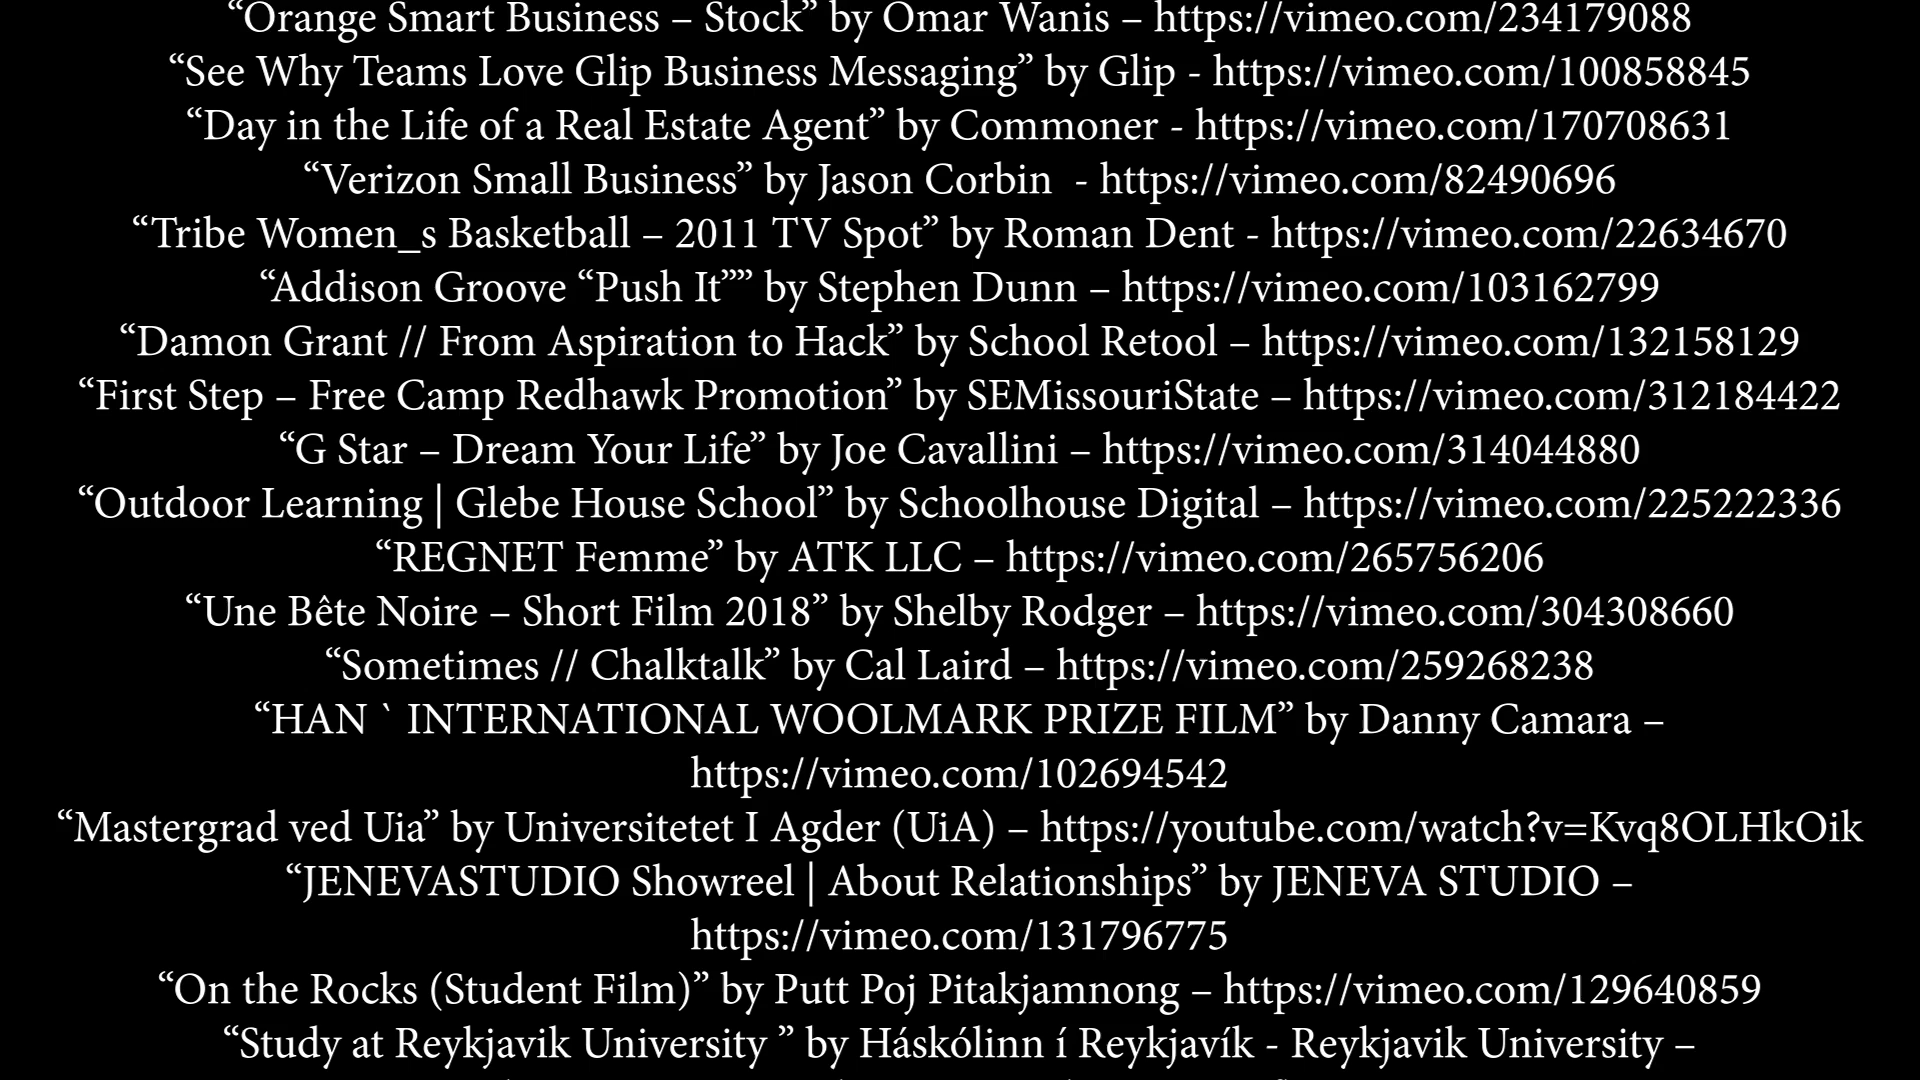 “Orange Smart Business – Stock” by Omar Wanis – https://vimeo.com/234179088
“See Why Teams Love Glip Business Messaging” by Glip - https://vimeo.com/100858845
“Day in the Life of a Real Estate Agent” by Commoner - https://vimeo.com/170708631
“Verizon Small Business” by Jason Corbin  - https://vimeo.com/82490696
“Tribe Women_s Basketball – 2011 TV Spot” by Roman Dent - https://vimeo.com/22634670
“Addison Groove “Push It”” by Stephen Dunn – https://vimeo.com/103162799
“Damon Grant // From Aspiration to Hack” by School Retool – https://vimeo.com/132158129
“First Step – Free Camp Redhawk Promotion” by SEMissouriState – https://vimeo.com/312184422
“G Star – Dream Your Life” by Joe Cavallini – https://vimeo.com/314044880
“Outdoor Learning | Glebe House School” by Schoolhouse Digital – https://vimeo.com/225222336
“REGNET Femme” by ATK LLC – https://vimeo.com/265756206
“Une Bête Noire – Short Film 2018” by Shelby Rodger – https://vimeo.com/304308660
“Sometimes // Chalktalk” by Cal Laird – https://vimeo.com/259268238
“HAN ` INTERNATIONAL WOOLMARK PRIZE FILM” by Danny Camara –
https://vimeo.com/102694542
“Mastergrad ved Uia” by Universitetet I Agder (UiA) – https://youtube.com/watch?v=Kvq8OLHkOik
“JENEVASTUDIO Showreel | About Relationships” by JENEVA STUDIO –
https://vimeo.com/131796775
“On the Rocks (Student Film)” by Putt Poj Pitakjamnong – https://vimeo.com/129640859
“Study at Reykjavik University ” by Háskólinn í Reykjavík - Reykjavik University –